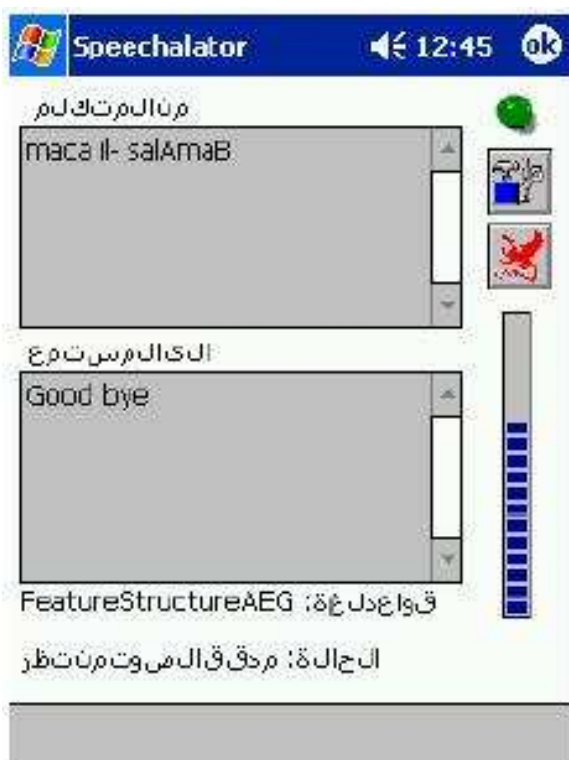 Speechalator 12:45 ok
من المتكلم
maca il- salAmaB
الى المستمع
Good bye
FeatureStructureAEG :قواعد لغة
الحالة: مدقق الصوت منتظر